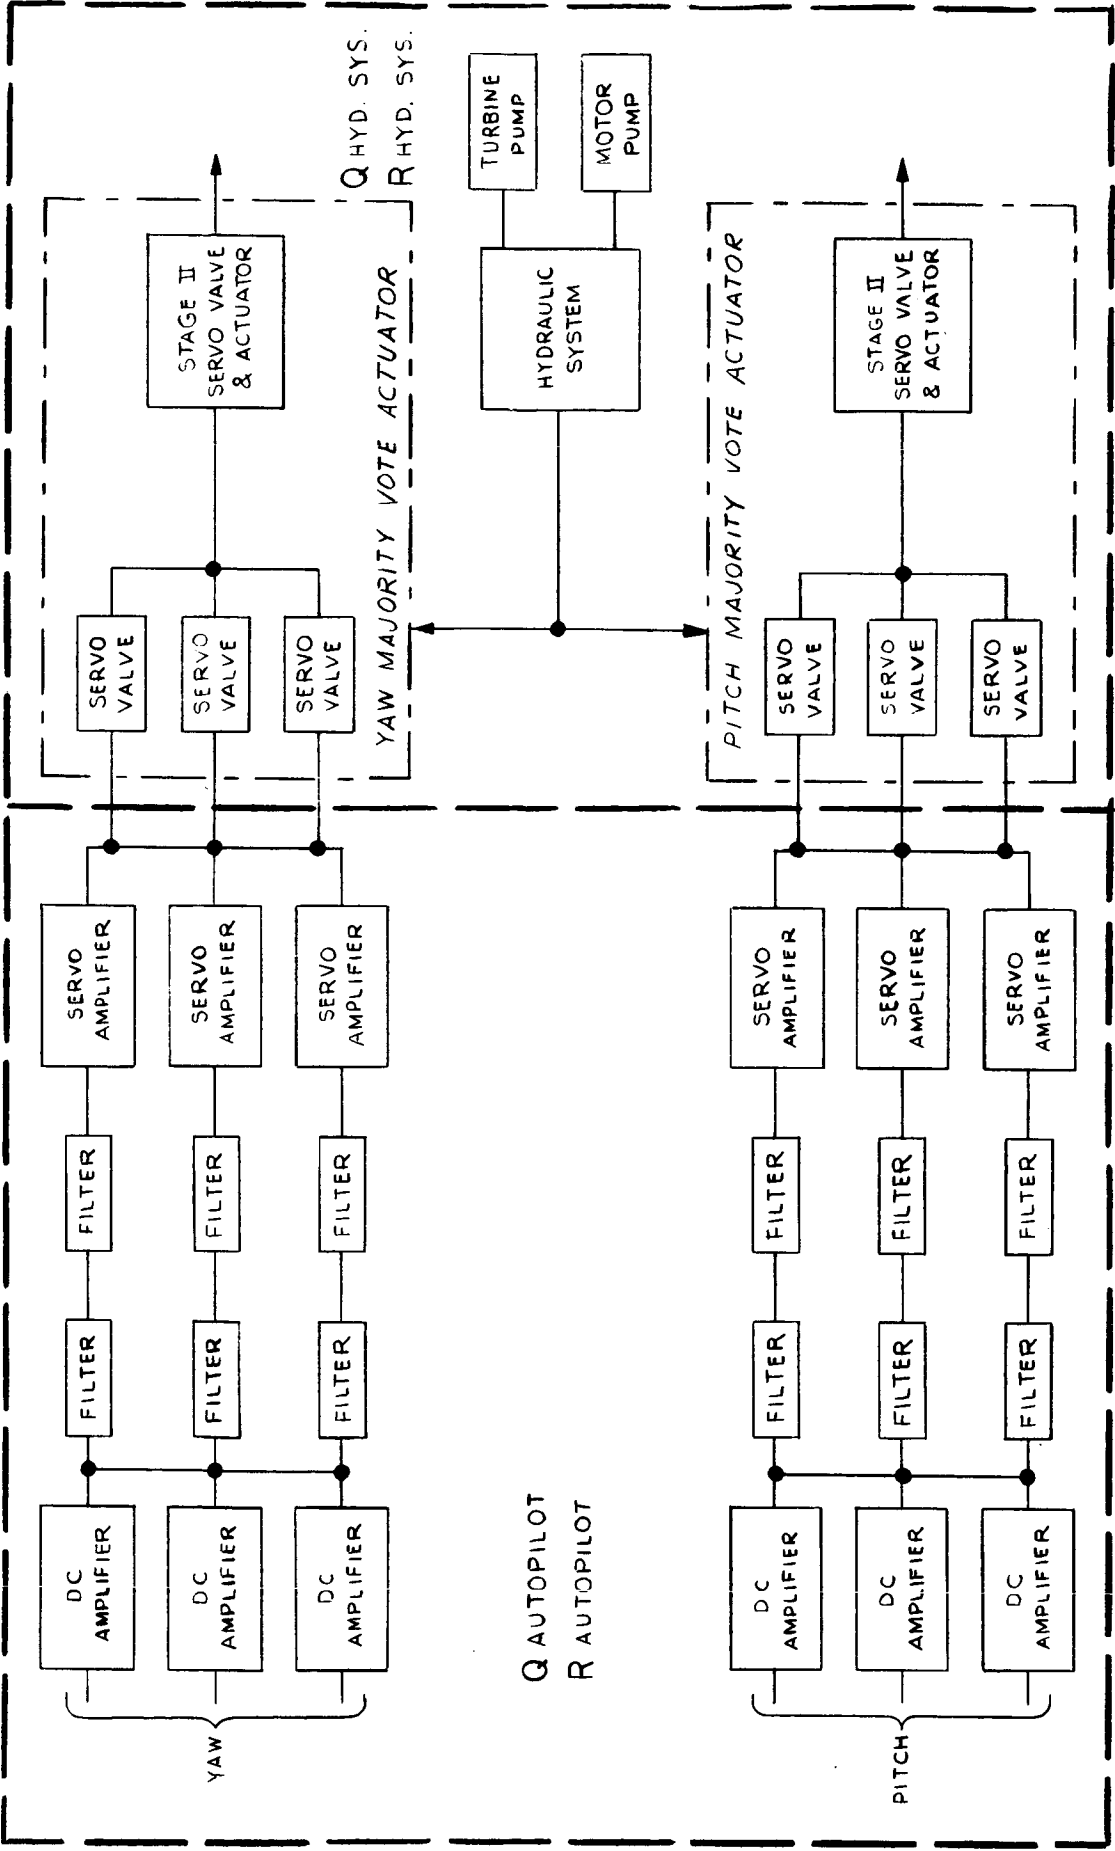 YAW
DC
AMPLIFIER
FILTER
FILTER
SERVO
AMPLIFIER
SERVO
VALVE
DC
AMPLIFIER
FILTER
FILTER
SERVO
AMPLIFIER
SERVO
VALVE
DC
AMPLIFIER
FILTER
FILTER
SERVO
AMPLIFIER
SERVO
VALVE
STAGE II
SERVO VALVE
& ACTUATOR
YAW MAJORITY VOTE ACTUATOR
Q HYD. SYS.
R HYD. SYS.
TURBINE
PUMP
MOTOR
PUMP
HYDRAULIC
SYSTEM
Q AUTOPILOT
R AUTOPILOT
PITCH MAJORITY VOTE ACTUATOR
PITCH
DC
AMPLIFIER
FILTER
FILTER
SERVO
AMPLIFIER
SERVO
VALVE
DC
AMPLIFIER
FILTER
FILTER
SERVO
AMPLIFIER
SERVO
VALVE
DC
AMPLIFIER
FILTER
FILTER
SERVO
AMPLIFIER
SERVO
VALVE
STAGE II
SERVO VALVE
& ACTUATOR